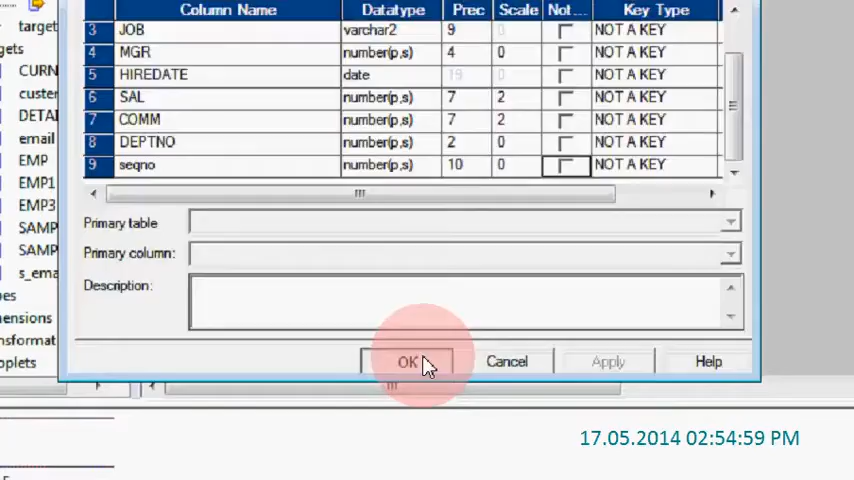 Column Name Datatype Prec Scale Not... Key Type
3 JOB varchar2 9 0 NOT A KEY
4 MGR number(p,s) 4 0 NOT A KEY
5 HIREDATE date 19 0 NOT A KEY
6 SAL number(p,s) 7 2 NOT A KEY
7 COMM number(p,s) 7 2 NOT A KEY
8 DEPTNO number(p,s) 2 0 NOT A KEY
9 seqno number(p,s) 10 0 NOT A KEY
target
gets
CURN
custer
DETAI
email
EMP
EMP1
EMP3
SAMP
SAMP
s_ema
es
ensions
nsformat
plets
Primary table
Primary column:
Description:
OK Cancel Apply Help
17.05.2014 02:54:59 PM